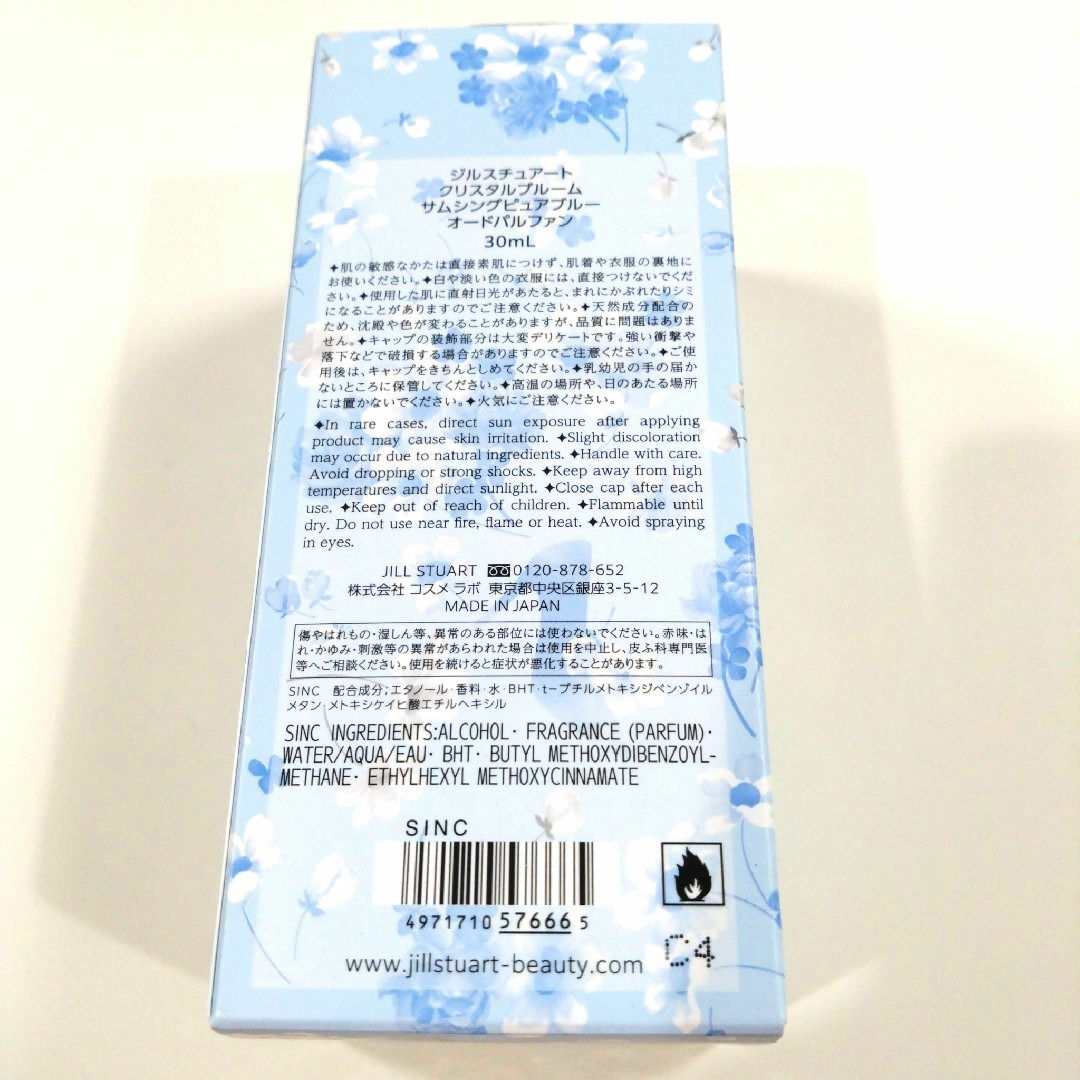 ジルスチュアート
クリスタルブルーム
サムシングピュアブルー
オードパルファン
30mL
✦肌の敏感なかたは直接素肌につけず、肌着や衣服の裏地に
お使いください。✦白や淡い色の衣服には、直接つけないでくだ
さい。✦使用した肌に直射日光があたると、まれにかぶれたりシミ
になることがありますのでご注意ください。✦天然成分配合の
ため、沈殿や色が変わることがありますが、品質に問題はありま
せん。✦キャップの装飾部分は大変デリケートです。強い衝撃や
落下などで破損する場合がありますのでご注意ください。✦ご使
用後は、キャップをきちんとしめてください。✦乳幼児の手の届か
ないところに保管してください。✦高温の場所や、日のあたる場所
には置かないでください。✦火気にご注意ください。
✦In rare cases, direct sun exposure after applying
product may cause skin irritation. ✦Slight discoloration
may occur due to natural ingredients. ✦Handle with care.
Avoid dropping or strong shocks. ✦Keep away from high
temperatures and direct sunlight. ✦Close cap after each
use. ✦Keep out of reach of children. ✦Flammable until
dry. Do not use near fire, flame or heat. ✦Avoid spraying
in eyes.
JILL STUART 0120-878-652
株式会社 コスメ ラボ 東京都中央区銀座3-5-12
MADE IN JAPAN
傷やはれもの・湿しん等、異常のある部位には使わないでください。赤味・は
れ・かゆみ・刺激等の異常があらわれた場合は使用を中止し、皮ふ科専門医
等へご相談ください。使用を続けると症状が悪化することがあります。
SINC 配合成分;エタノール・香料・水・BHT・t-ブチルメトキシジベンゾイル
メタン・メトキシケイヒ酸エチルヘキシル
SINC INGREDIENTS:ALCOHOL・ FRAGRANCE (PARFUM)・
WATER/AQUA/EAU・ BHT・ BUTYL METHOXYDIBENZOYL-
METHANE・ ETHYLHEXYL METHOXYCINNAMATE
SINC
4971710 57666 5
www.jillstuart-beauty.com
C4